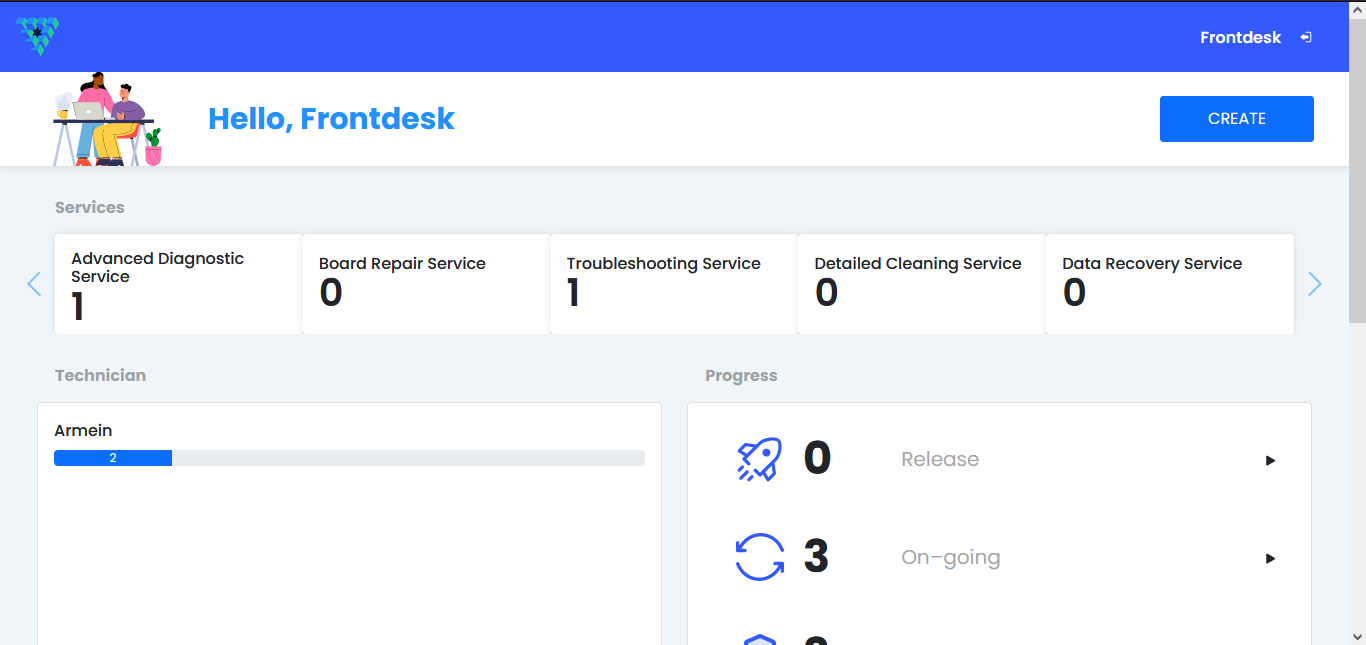 Frontdesk
Hello, Frontdesk
CREATE
Services
Advanced Diagnostic
Service
1
Board Repair Service
0
Troubleshooting Service
1
Detailed Cleaning Service
0
Data Recovery Service
0
Technician
Armein
2
Progress
0 Release
3 On-going